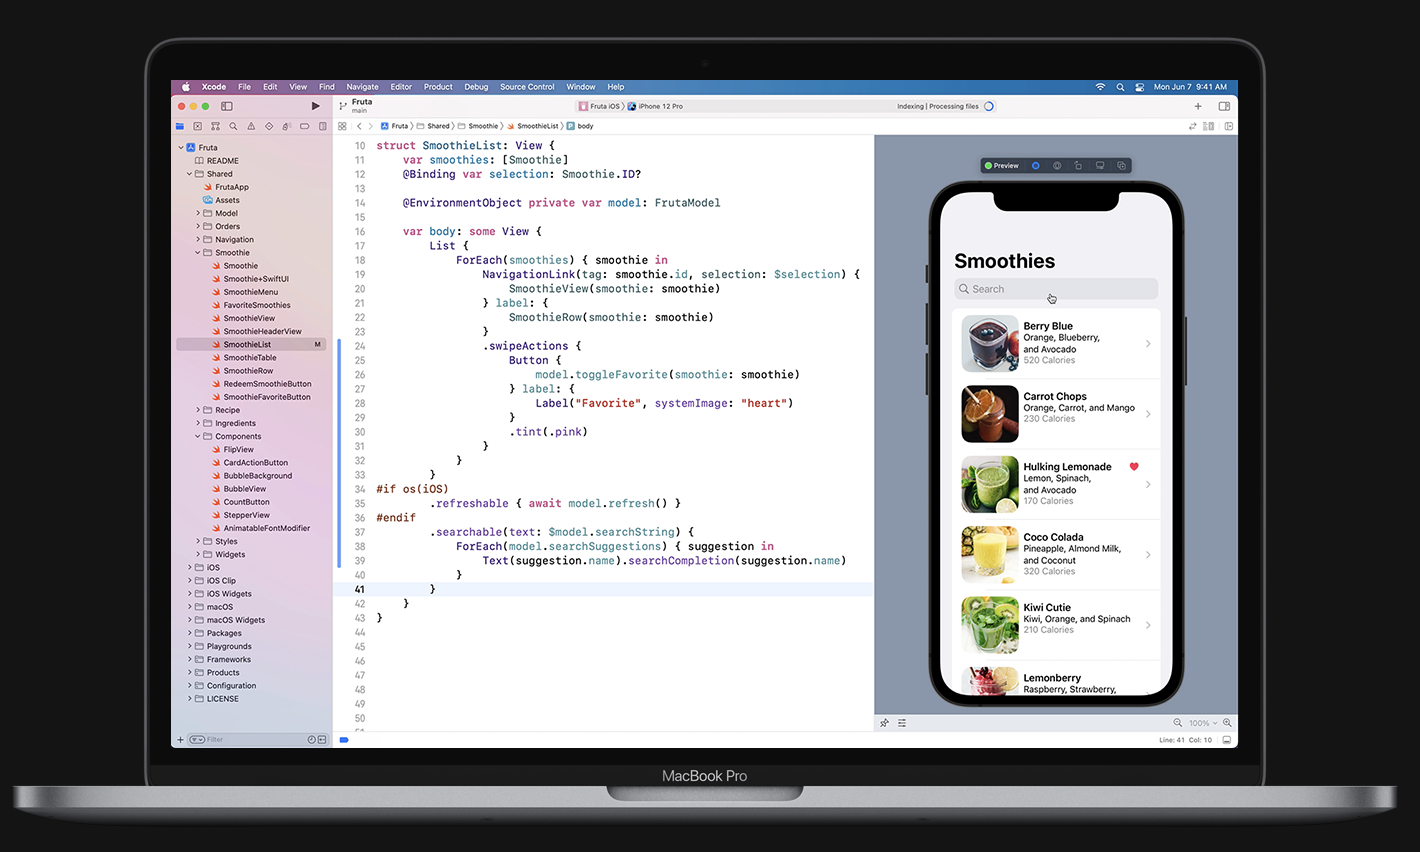 Xcode File Edit View Find Navigate Editor Product Debug Source Control Window Help
Mon Jun 7 9:41 AM
Fruta
main
Fruta iOS iPhone 12 Pro
Indexing | Processing files
Fruta Shared Smoothie SmoothieList body
Fruta
README
Shared
FrutaApp
Assets
Model
Orders
Navigation
Smoothie
Smoothie
Smoothie+SwiftUI
SmoothieMenu
FavoriteSmoothies
SmoothieView
SmoothieHeaderView
SmoothieList M
SmoothieTable
SmoothieRow
RedeemSmoothieButton
SmoothieFavoriteButton
Recipe
Ingredients
Components
FlipView
CardActionButton
BubbleBackground
BubbleView
CountButton
StepperView
AnimatableFontModifier
Styles
Widgets
iOS
iOS Clip
iOS Widgets
macOS
macOS Widgets
Packages
Playgrounds
Frameworks
Products
Configuration
LICENSE
Filter
10 struct SmoothieList: View {
11 var smoothies: [Smoothie]
12 @Binding var selection: Smoothie.ID?
13
14 @EnvironmentObject private var model: FrutaModel
15
16 var body: some View {
17 List {
18 ForEach(smoothies) { smoothie in
19 NavigationLink(tag: smoothie.id, selection: $selection) {
20 SmoothieView(smoothie: smoothie)
21 } label: {
22 SmoothieRow(smoothie: smoothie)
23 }
24 .swipeActions {
25 Button {
26 model.toggleFavorite(smoothie: smoothie)
27 } label: {
28 Label("Favorite", systemImage: "heart")
29 }
30 .tint(.pink)
31 }
32 }
33 }
34 #if os(iOS)
35 .refreshable { await model.refresh() }
36 #endif
37 .searchable(text: $model.searchString) {
38 ForEach(model.searchSuggestions) { suggestion in
39 Text(suggestion.name).searchCompletion(suggestion.name)
40 }
41 }
42 }
43 }
44
45
46
47
48
49
50
Preview
Smoothies
Search
Berry Blue
Orange, Blueberry,
and Avocado
520 Calories
Carrot Chops
Orange, Carrot, and Mango
230 Calories
Hulking Lemonade
Lemon, Spinach,
and Avocado
170 Calories
Coco Colada
Pineapple, Almond Milk,
and Coconut
320 Calories
Kiwi Cutie
Kiwi, Orange, and Spinach
210 Calories
Lemonberry
Raspberry, Strawberry,
100%
Line: 41 Col: 10
MacBook Pro